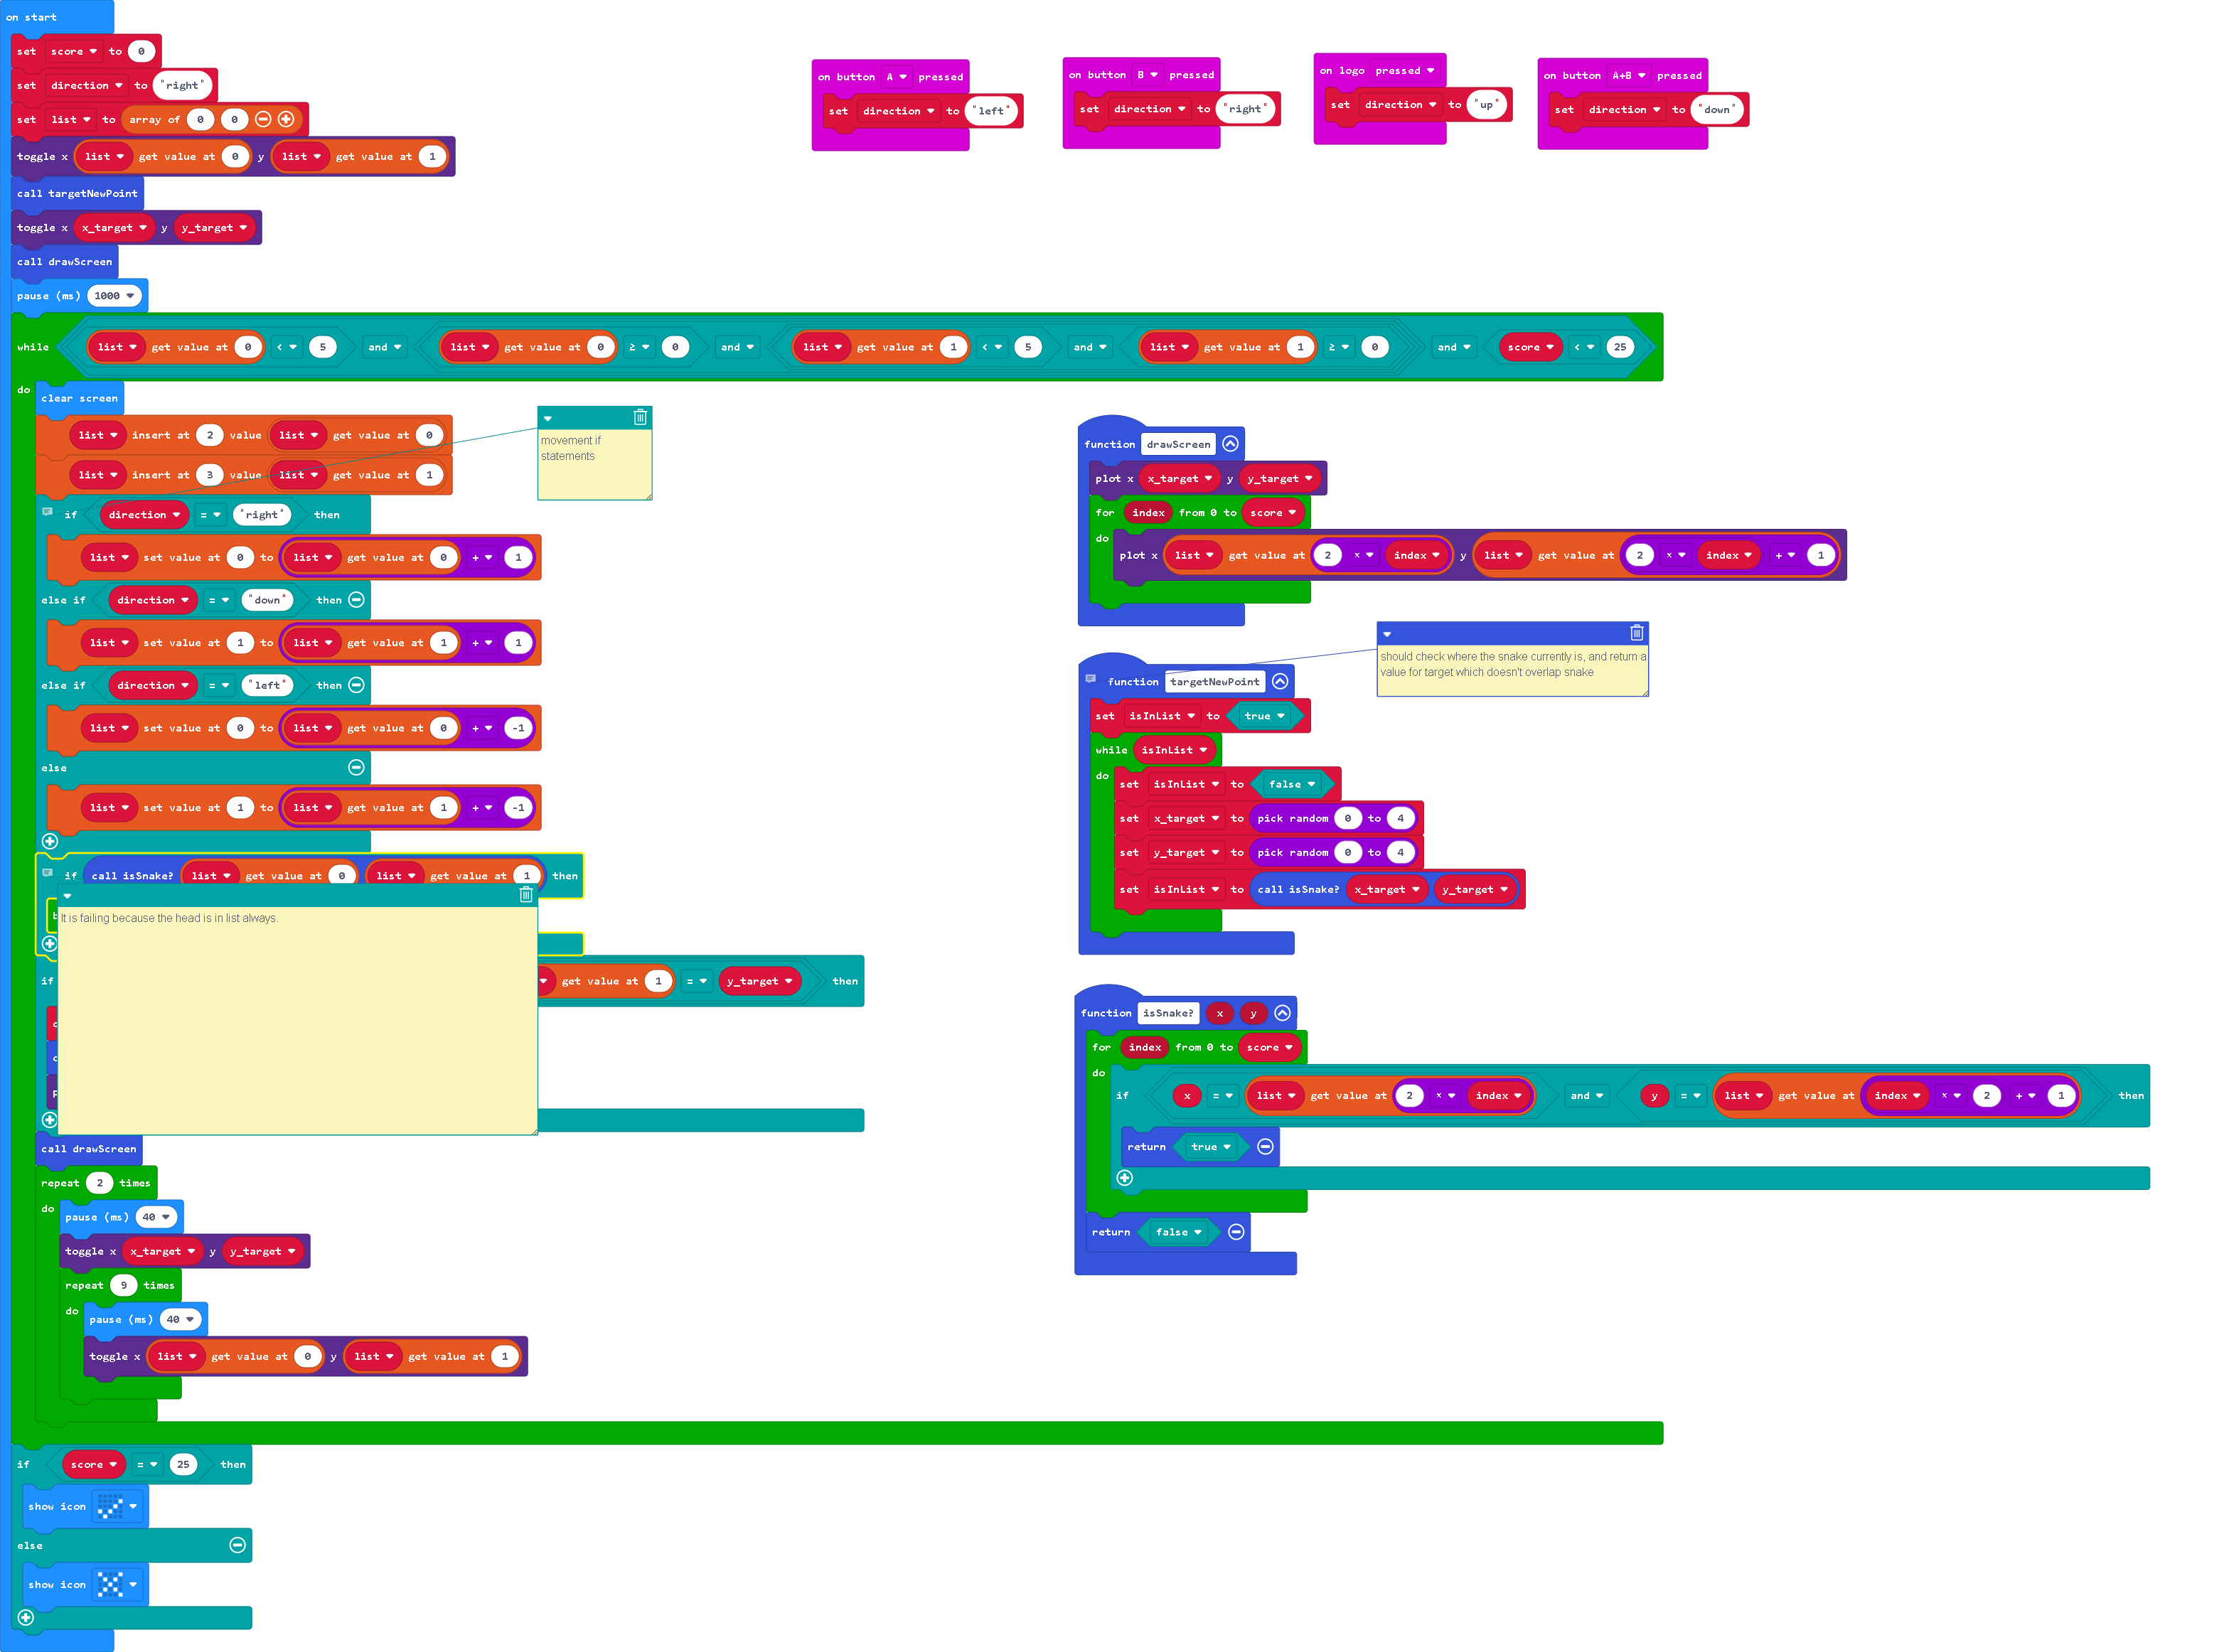 on start
set score to 0
set direction to "right"
set list to array of 0 0
toggle x list get value at 0 y list get value at 1
call targetNewPoint
toggle x x_target y y_target
call drawScreen
pause (ms) 1000
while list get value at 0 < 5 and list get value at 0 ≥ 0 and list get value at 1 < 5 and list get value at 1 ≥ 0 and score < 25
do
clear screen
list insert at 2 value list get value at 0
list insert at 3 value list get value at 1
if direction = "right" then
list set value at 0 to list get value at 0 + 1
else if direction = "down" then
list set value at 1 to list get value at 1 + 1
else if direction = "left" then
list set value at 0 to list get value at 0 + -1
else
list set value at 1 to list get value at 1 + -1
if call isSnake? list get value at 0 list get value at 1 then
It is failing because the head is in list always.
if get value at 1 = y_target then
call drawScreen
repeat 2 times
do
pause (ms) 40
toggle x x_target y y_target
repeat 9 times
do
pause (ms) 40
toggle x list get value at 0 y list get value at 1
if score = 25 then
show icon
else
show icon
movement if
statements
on button A pressed
set direction to "left"
on button B pressed
set direction to "right"
on logo pressed
set direction to "up"
on button A+B pressed
set direction to "down"
function drawScreen
plot x x_target y y_target
for index from 0 to score
do
plot x list get value at 2 × index y list get value at 2 × index + 1
should check where the snake currently is, and return a
value for target which doesn't overlap snake
function targetNewPoint
set isInList to true
while isInList
do
set isInList to false
set x_target to pick random 0 to 4
set y_target to pick random 0 to 4
set isInList to call isSnake? x_target y_target
function isSnake? x y
for index from 0 to score
do
if x = list get value at 2 × index and y = list get value at index × 2 + 1 then
return true
return false